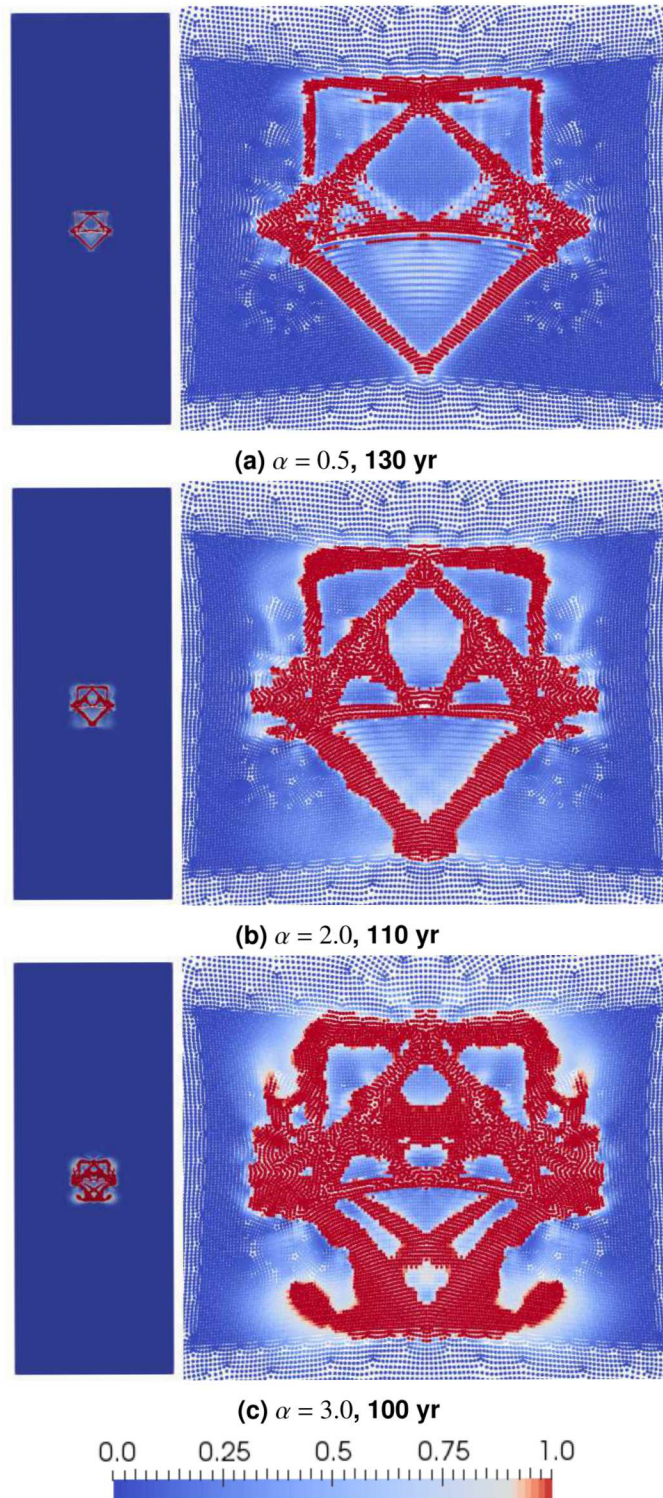 (a) α = 0.5, 130 yr
(b) α = 2.0, 110 yr
(c) α = 3.0, 100 yr
0.0 0.25 0.5 0.75 1.0